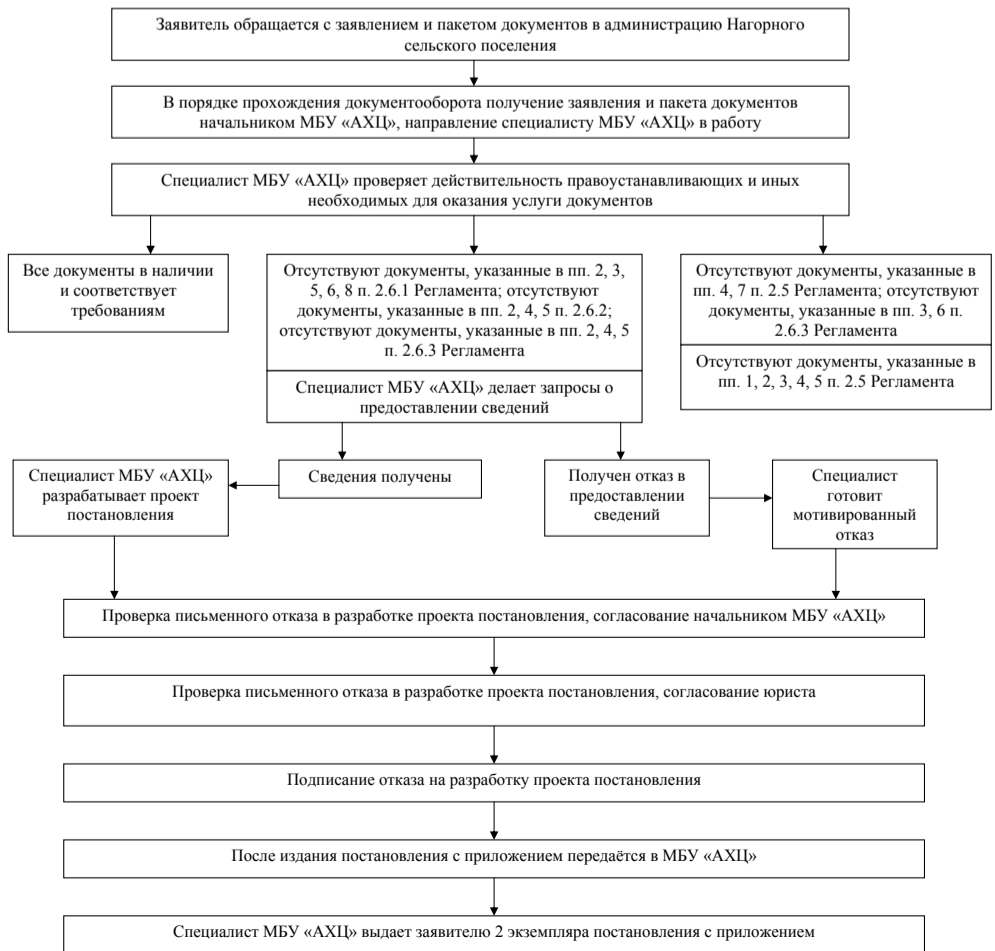 Заявитель обращается с заявлением и пакетом документов в администрацию Нагорного
сельского поселения
В порядке прохождения документооборота получение заявления и пакета документов
начальником МБУ «АХЦ», направление специалисту МБУ «АХЦ» в работу
Специалист МБУ «АХЦ» проверяет действительность правоустанавливающих и иных
необходимых для оказания услуги документов
Все документы в наличии
и соответствует
требованиям
Отсутствуют документы, указанные в пп. 2, 3,
5, 6, 8 п. 2.6.1 Регламента; отсутствуют
документы, указанные в пп. 2, 4, 5 п. 2.6.2;
отсутствуют документы, указанные в пп. 2, 4, 5
п. 2.6.3 Регламента
Специалист МБУ «АХЦ» делает запросы о
предоставлении сведений
Отсутствуют документы, указанные в
пп. 4, 7 п. 2.5 Регламента; отсутствуют
документы, указанные в пп. 3, 6 п.
2.6.3 Регламента
Отсутствуют документы, указанные в
пп. 1, 2, 3, 4, 5 п. 2.5 Регламента
Специалист МБУ «АХЦ»
разрабатывает проект
постановления
Сведения получены
Получен отказ в
предоставлении
сведений
Специалист
готовит
мотивированный
отказ
Проверка письменного отказа в разработке проекта постановления, согласование начальником МБУ «АХЦ»
Проверка письменного отказа в разработке проекта постановления, согласование юриста
Подписание отказа на разработку проекта постановления
После издания постановления с приложением передаётся в МБУ «АХЦ»
Специалист МБУ «АХЦ» выдает заявителю 2 экземпляра постановления с приложением